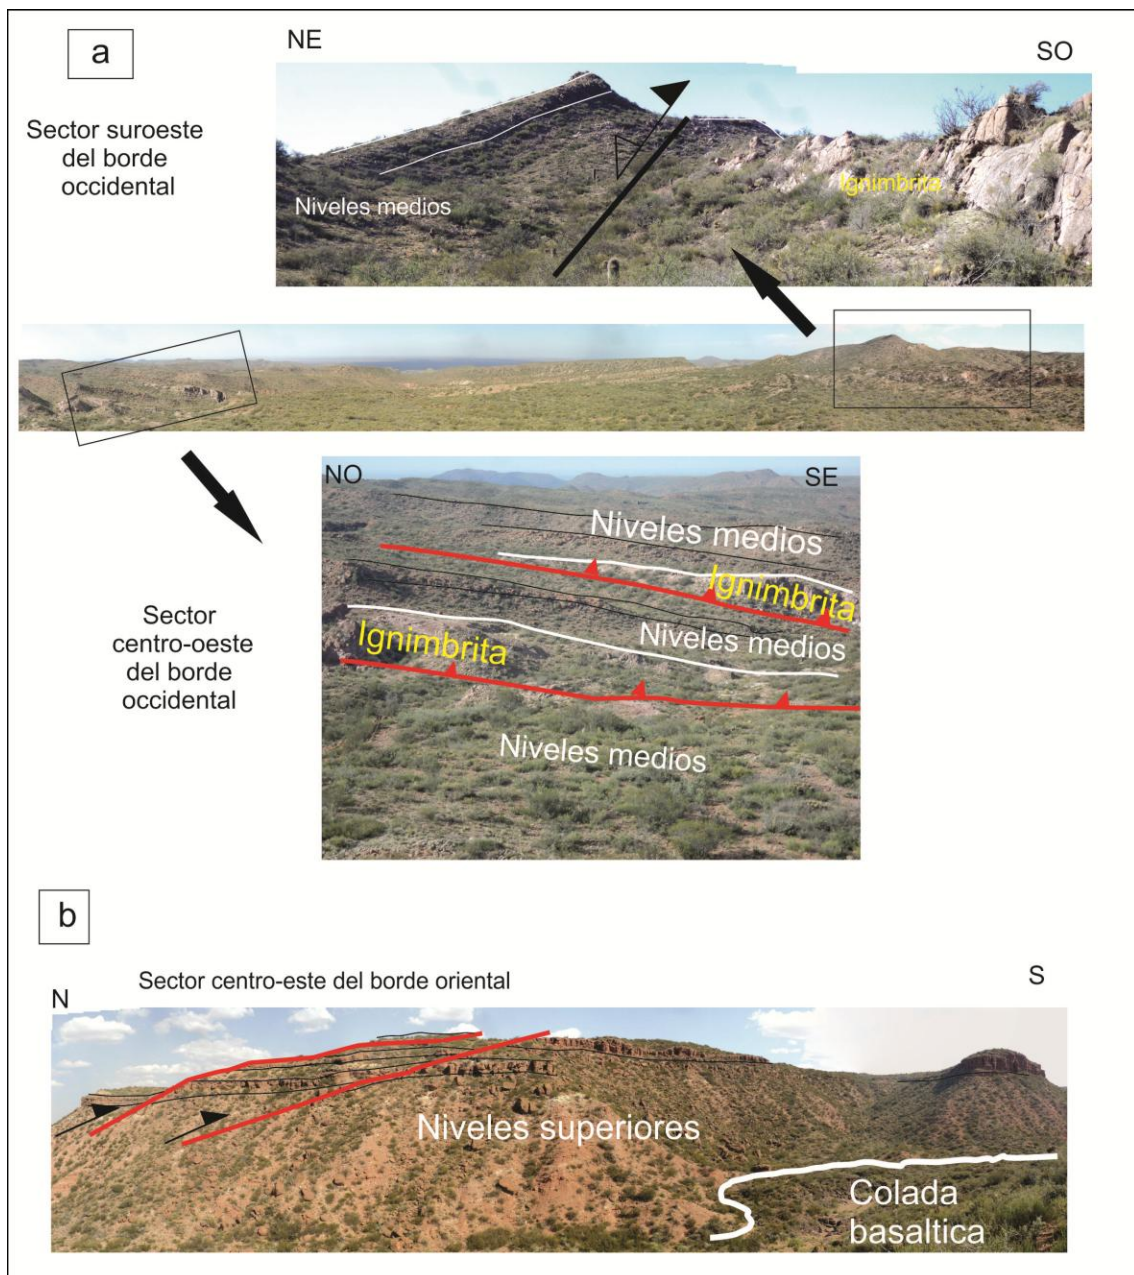 a
NE
SO
Sector suroeste
del borde
occidental
Niveles medios
Ignimbrita
NO
SE
Niveles medios
Ignimbrita
Niveles medios
Ignimbrita
Niveles medios
Sector
centro-oeste
del borde
occidental
b
Sector centro-este del borde oriental
N
S
Niveles superiores
Colada
basaltica